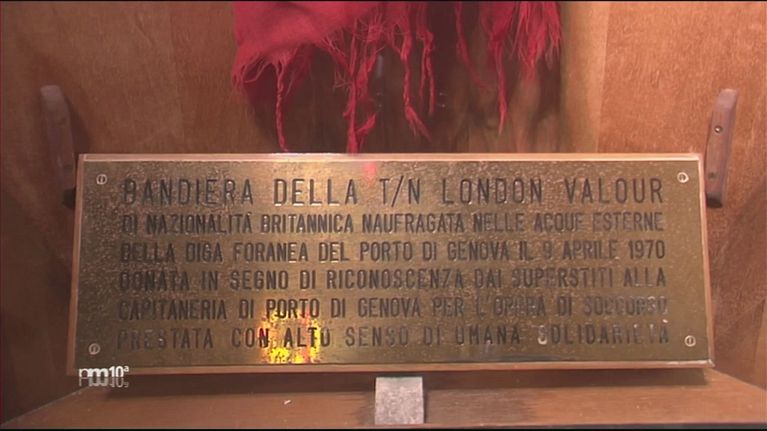 BANDIERA DELLA T/N LONDON VALOUR
DI NAZIONALITÀ BRITANNICA NAUFRAGATA NELLE ACQUE ESTERNE
DELLA DIGA FORANEA DEL PORTO DI GENOVA IL 9 APRILE 1970
DONATA IN SEGNO DI RICONOSCENZA DAI SUPERSTITI ALLA
CAPITANERIA DI PORTO DI GENOVA PER L'OPERA DI SOCCORSO
PRESTATA CON ALTO SENSO DI UMANA SOLIDARIETÀ